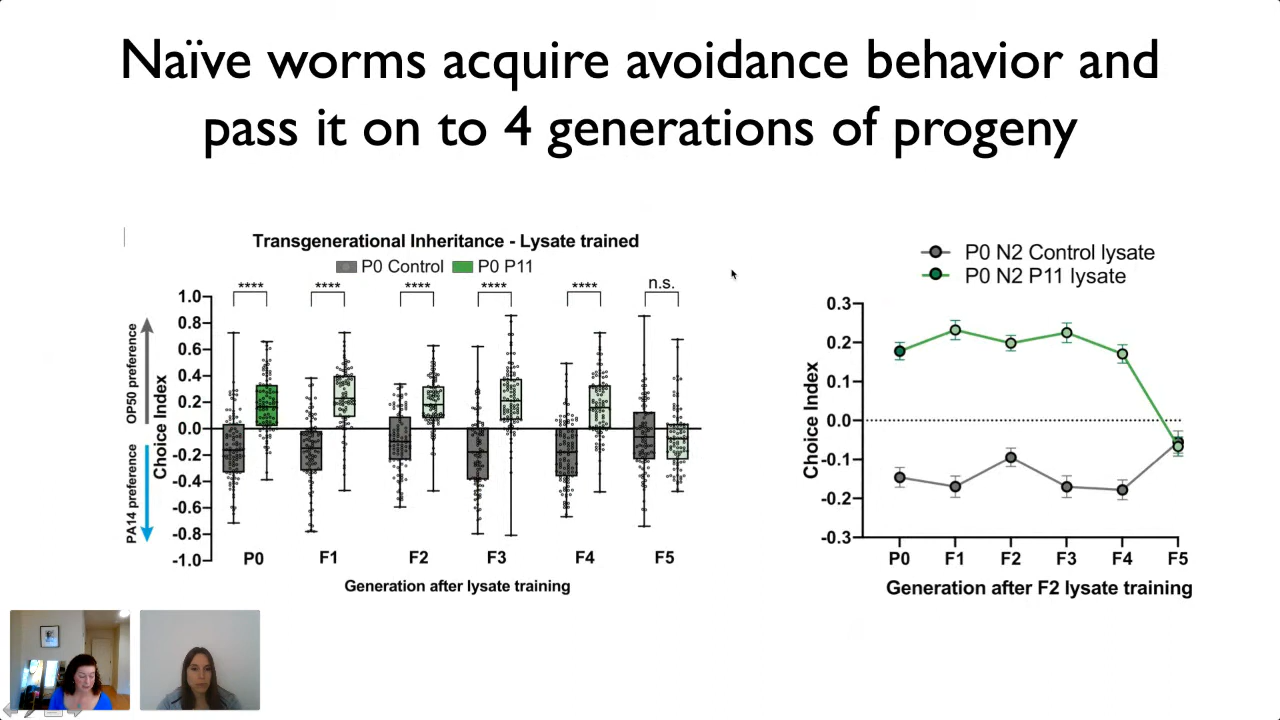 Naïve worms acquire avoidance behavior and
pass it on to 4 generations of progeny
Transgenerational Inheritance - Lysate trained
P0 Control P0 P11
**** **** **** **** **** n.s.
OP50 preference
PA14 preference
Choice Index
1.0
0.8
0.6
0.4
0.2
0.0
-0.2
-0.4
-0.6
-0.8
-1.0
P0 F1 F2 F3 F4 F5
Generation after lysate training
P0 N2 Control lysate
P0 N2 P11 lysate
Choice Index
0.3
0.2
0.1
0.0
-0.1
-0.2
-0.3
P0 F1 F2 F3 F4 F5
Generation after F2 lysate training